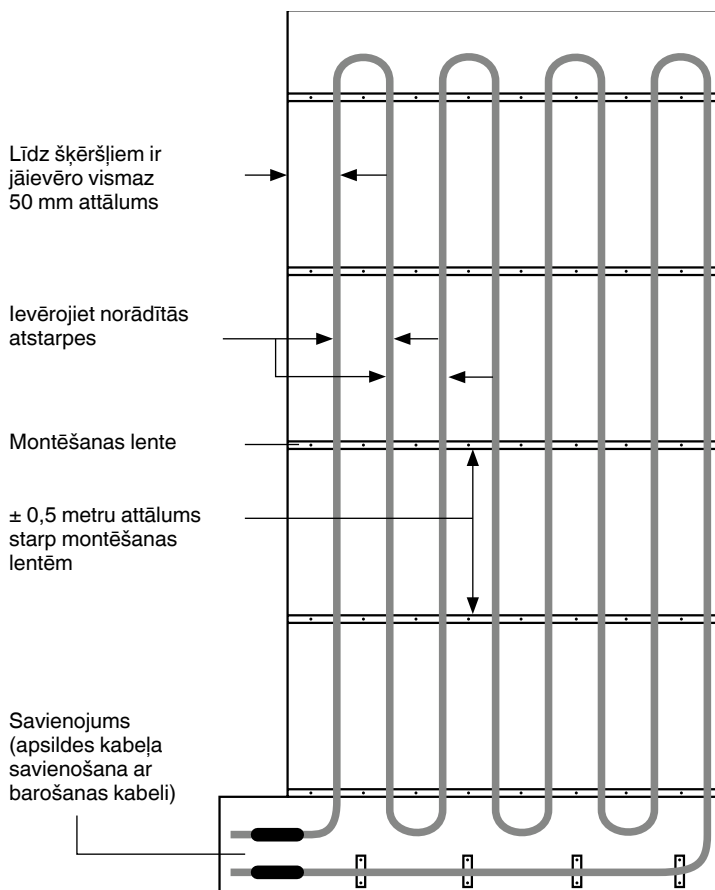 Līdz šķēršļiem ir
jāievēro vismaz
50 mm attālums
Ievērojiet norādītās
atstarpes
Montēšanas lente
± 0,5 metru attālums
starp montēšanas
lentēm
Savienojums
(apsildes kabeļa
savienošana ar
barošanas kabeli)